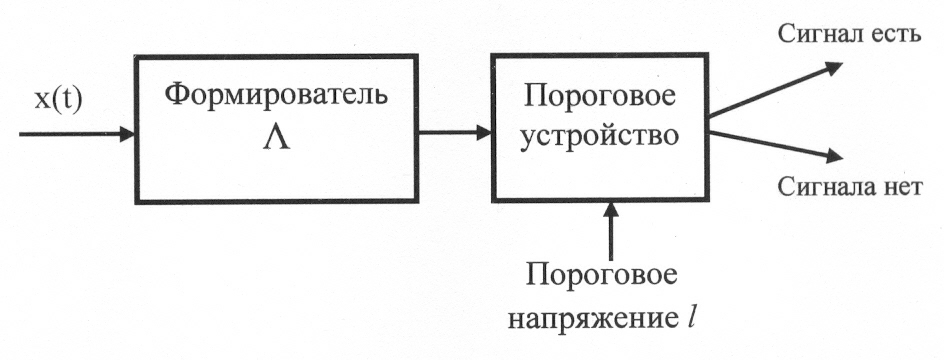 x(t)
Формирователь
Λ
Пороговое
устройство
Сигнал есть
Сигнала нет
Пороговое
напряжение l